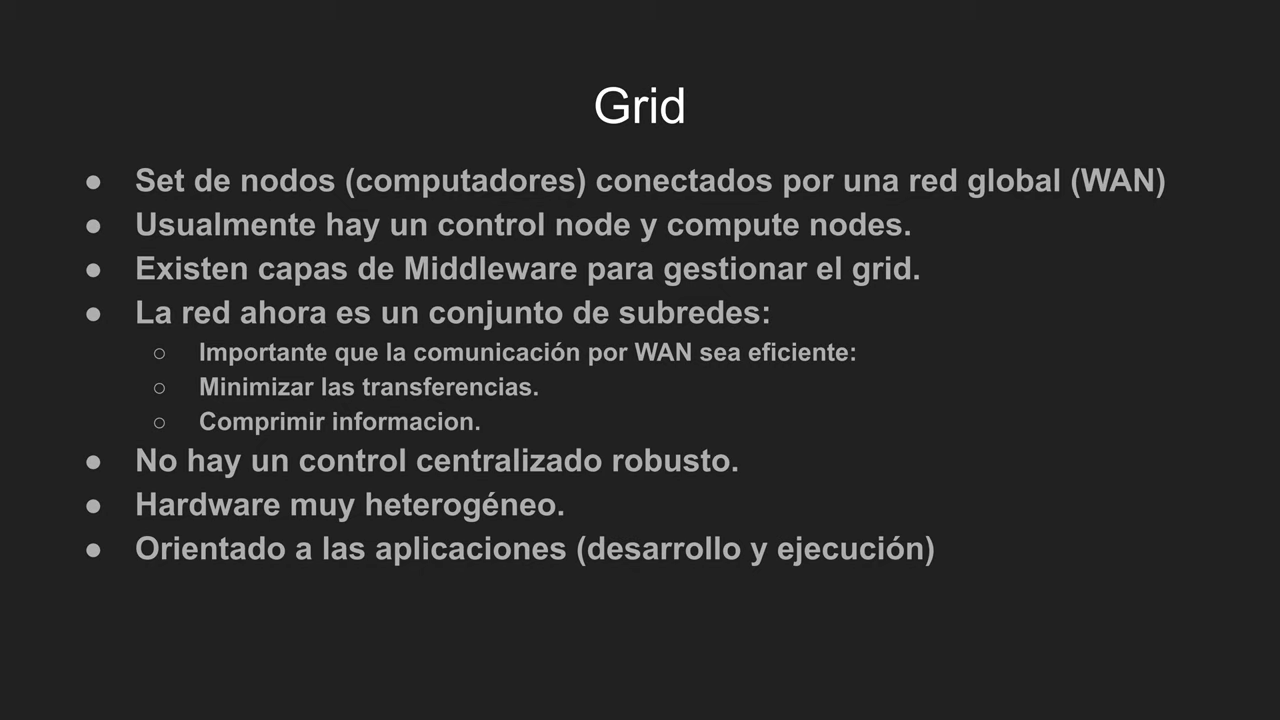 Grid
● Set de nodos (computadores) conectados por una red global (WAN)
● Usualmente hay un control node y compute nodes.
● Existen capas de Middleware para gestionar el grid.
● La red ahora es un conjunto de subredes:
○ Importante que la comunicación por WAN sea eficiente:
○ Minimizar las transferencias.
○ Comprimir informacion.
● No hay un control centralizado robusto.
● Hardware muy heterogéneo.
● Orientado a las aplicaciones (desarrollo y ejecución)